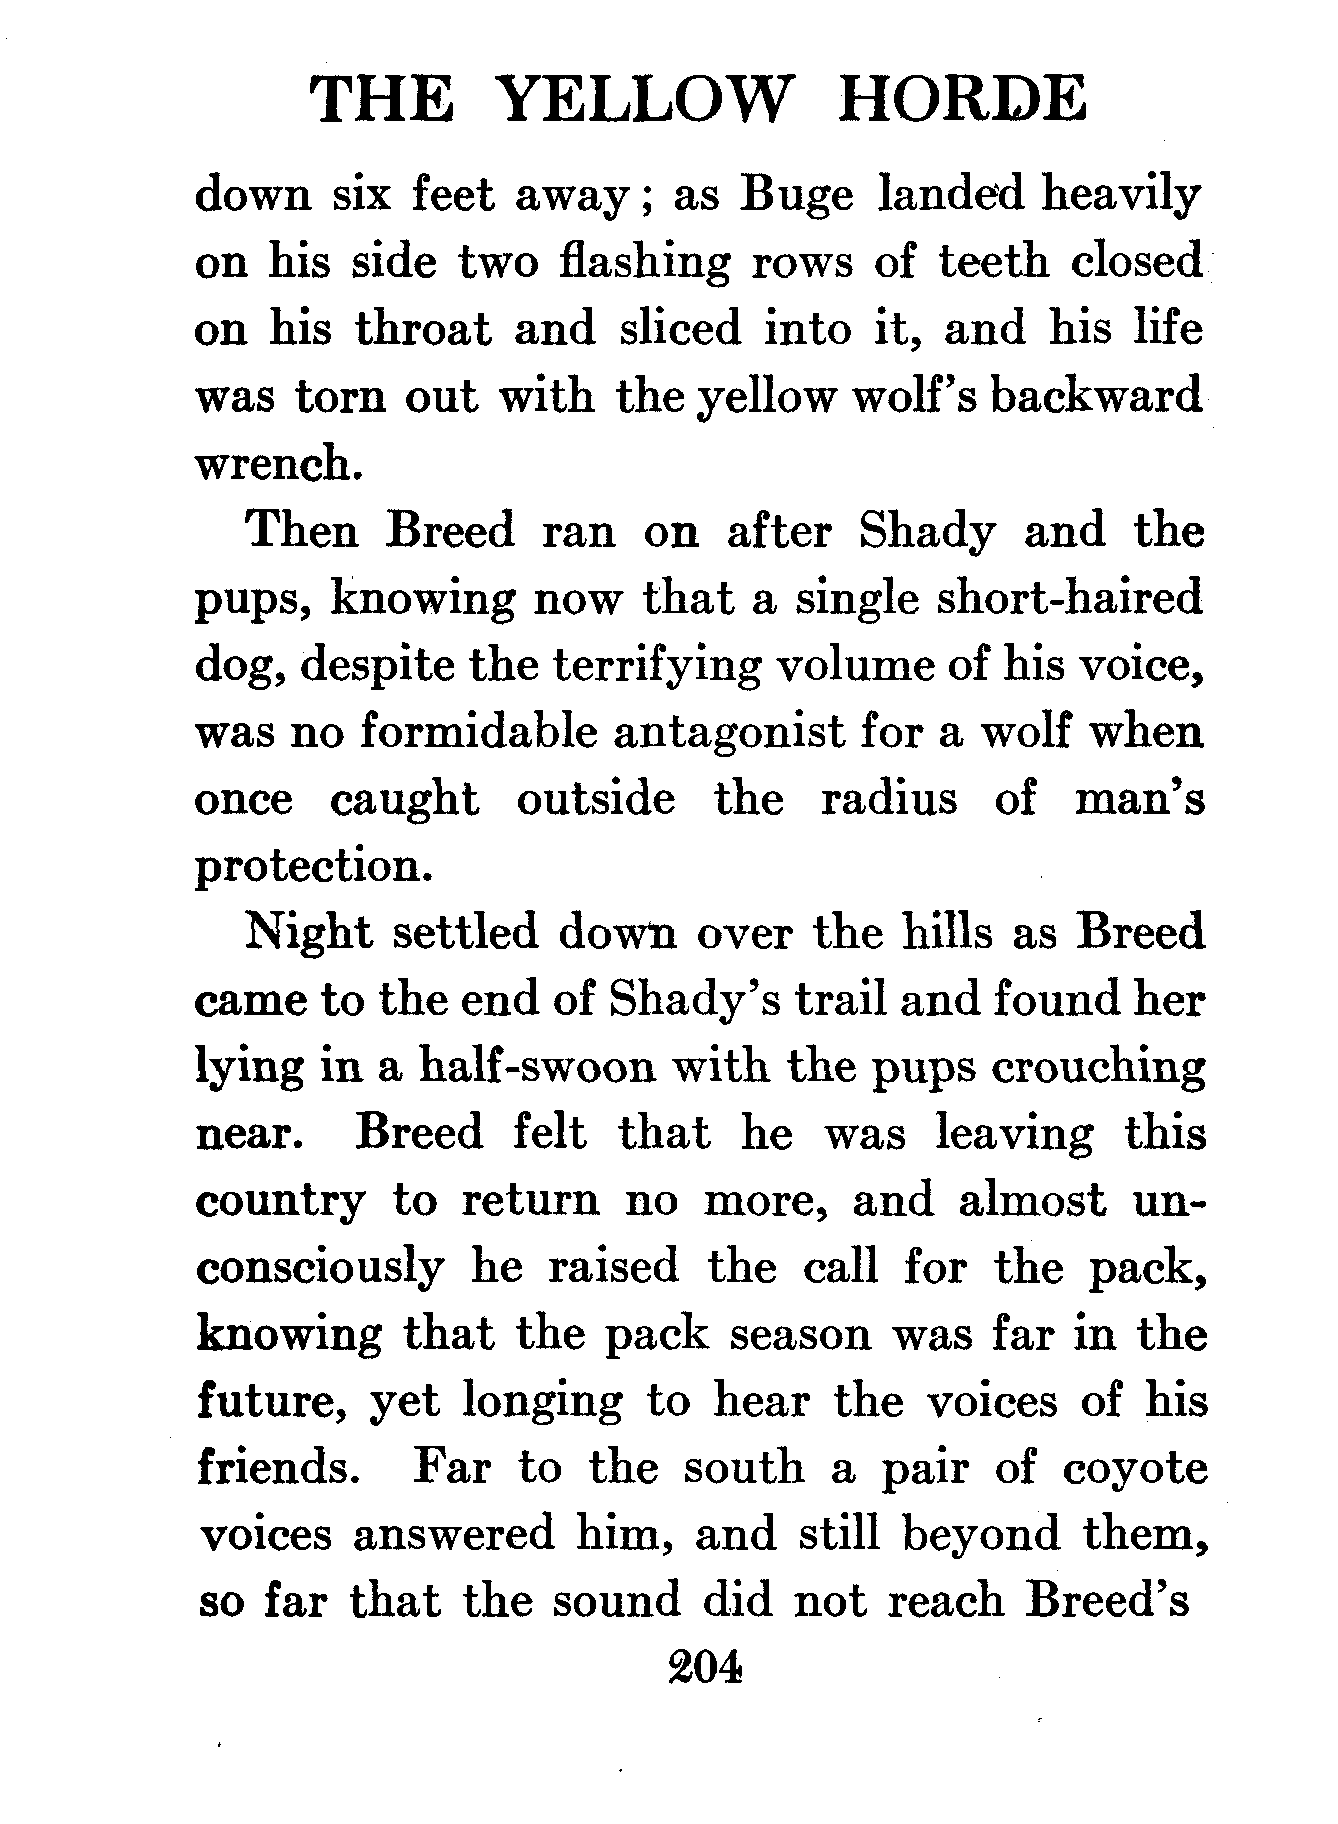 THE YELLOW HORDE
down six feet away; as Buge landed heavily
on his side two flashing rows of teeth closed
on his throat and sliced into it, and his life
was torn out with the yellow wolf's backward
wrench.
Then Breed ran on after Shady and the
pups, knowing now that a single short-haired
dog, despite the terrifying volume of his voice,
was no formidable antagonist for a wolf when
once caught outside the radius of man's
protection.
Night settled down over the hills as Breed
came to the end of Shady's trail and found her
lying in a half-swoon with the pups crouching
near. Breed felt that he was leaving this
country to return no more, and almost un-
consciously he raised the call for the pack,
knowing that the pack season was far in the
future, yet longing to hear the voices of his
friends. Far to the south a pair of coyote
voices answered him, and still beyond them,
so far that the sound did not reach Breed's
204